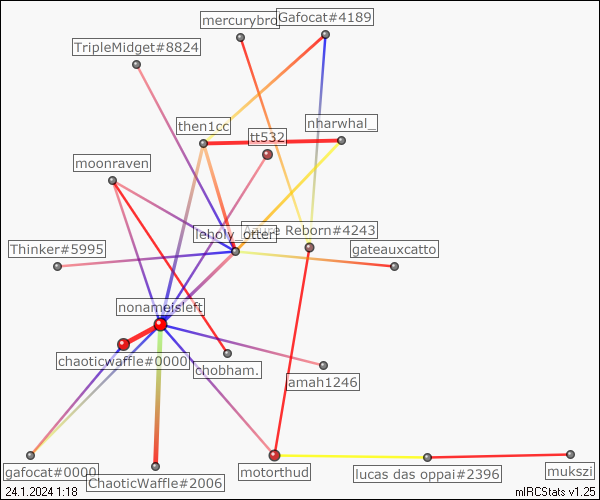 mercurybro
Gafocat#4189
TripleMidget#8824
then1cc
nharwhal_
tt532
moonraven
leholy_otter
Azure Reborn#4243
Thinker#5995
gateauxcatto
nonameisleft
chaoticwaffle#0000
chobham.
amah1246
gafocat#0000
ChaoticWaffle#2006
motorthud
lucas das oppai#2396
mukszi
24.1.2024 1:18
mIRCStats v1.25